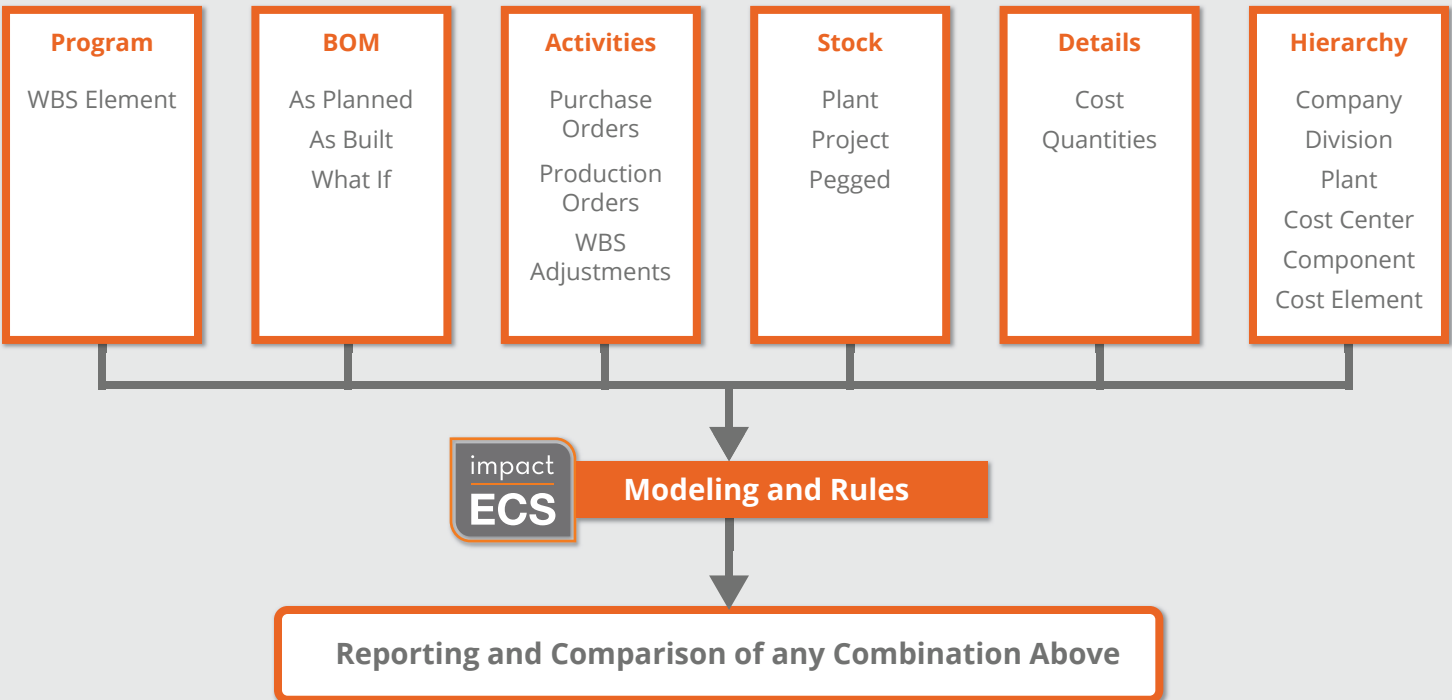 Program
WBS Element
BOM
As Planned
As Built
What If
Activities
Purchase
Orders
Production
Orders
WBS
Adjustments
Stock
Plant
Project
Pegged
Details
Cost
Quantities
Hierarchy
Company
Division
Plant
Cost Center
Component
Cost Element
impact
ECS
Modeling and Rules
Reporting and Comparison of any Combination Above